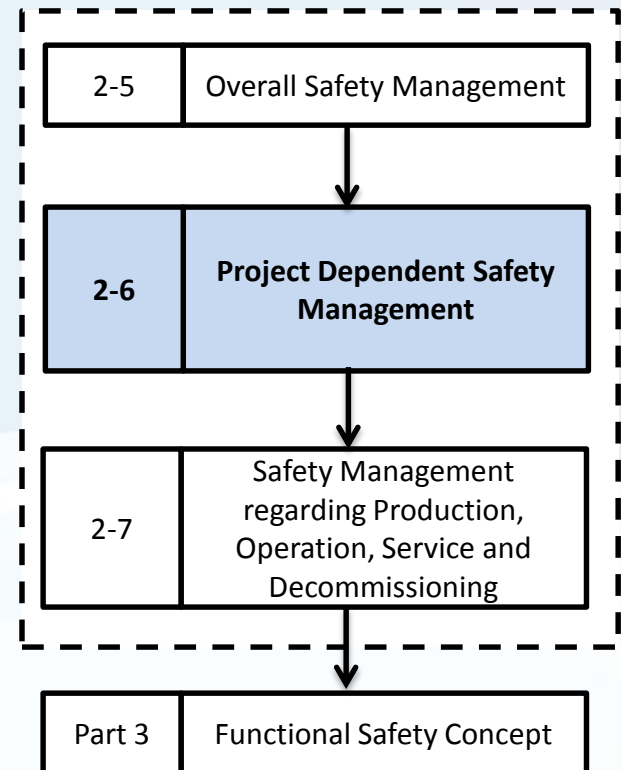 2-5 Overall Safety Management
2-6 Project Dependent Safety
Management
2-7 Safety Management
regarding Production,
Operation, Service and
Decommissioning
Part 3 Functional Safety Concept